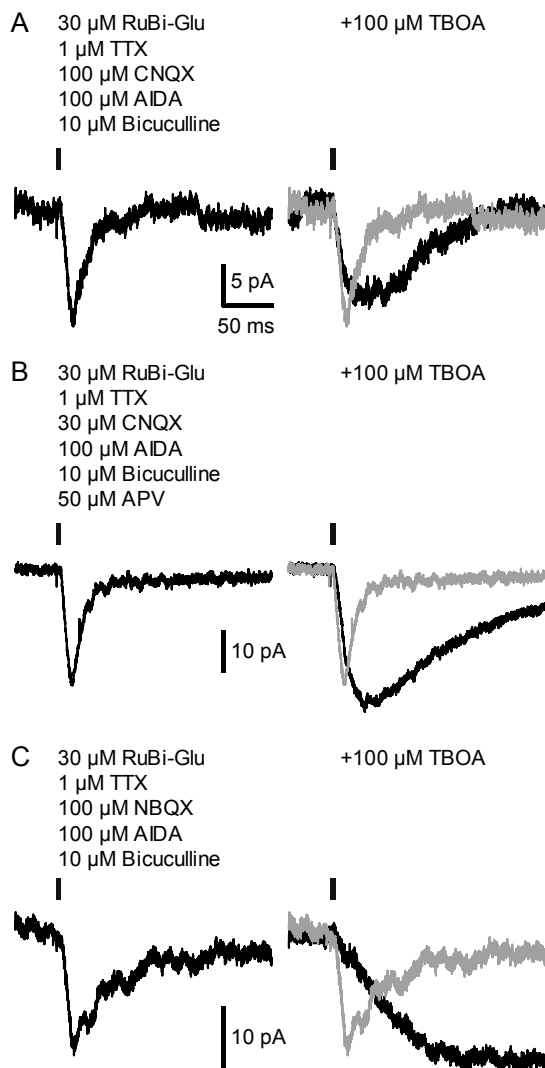 A
30 µM RuBi-Glu
+100 µM TBOA
1 µM TTX
100 µM CNQX
100 µM AIDA
10 µM Bicuculline
5 pA
50 ms
B
30 µM RuBi-Glu
+100 µM TBOA
1 µM TTX
30 µM CNQX
100 µM AIDA
10 µM Bicuculline
50 µM APV
10 pA
C
30 µM RuBi-Glu
+100 µM TBOA
1 µM TTX
100 µM NBQX
100 µM AIDA
10 µM Bicuculline
10 pA